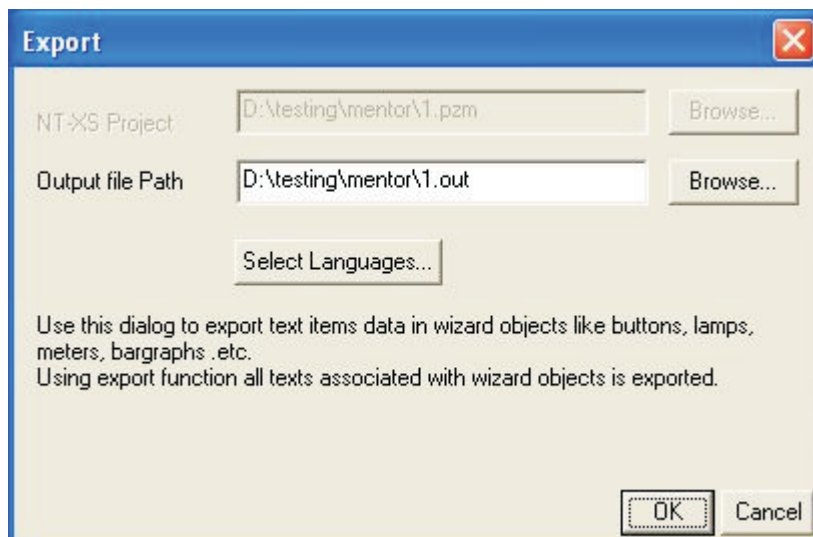 Export
NT-XS Project D:\testing\mentor\1.pzm Browse...
Output file Path D:\testing\mentor\1.out Browse...
Select Languages...
Use this dialog to export text items data in wizard objects like buttons, lamps,
meters, bargraphs .etc.
Using export function all texts associated with wizard objects is exported.
OK Cancel